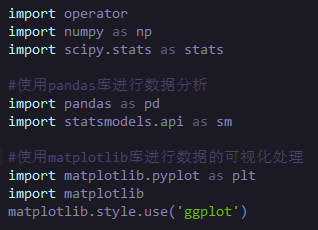 import operator
import numpy as np
import scipy.stats as stats
#使用pandas库进行数据分析
import pandas as pd
import statsmodels.api as sm
#使用matplotlib库进行数据的可视化处理
import matplotlib.pyplot as plt
import matplotlib
matplotlib.style.use('ggplot')